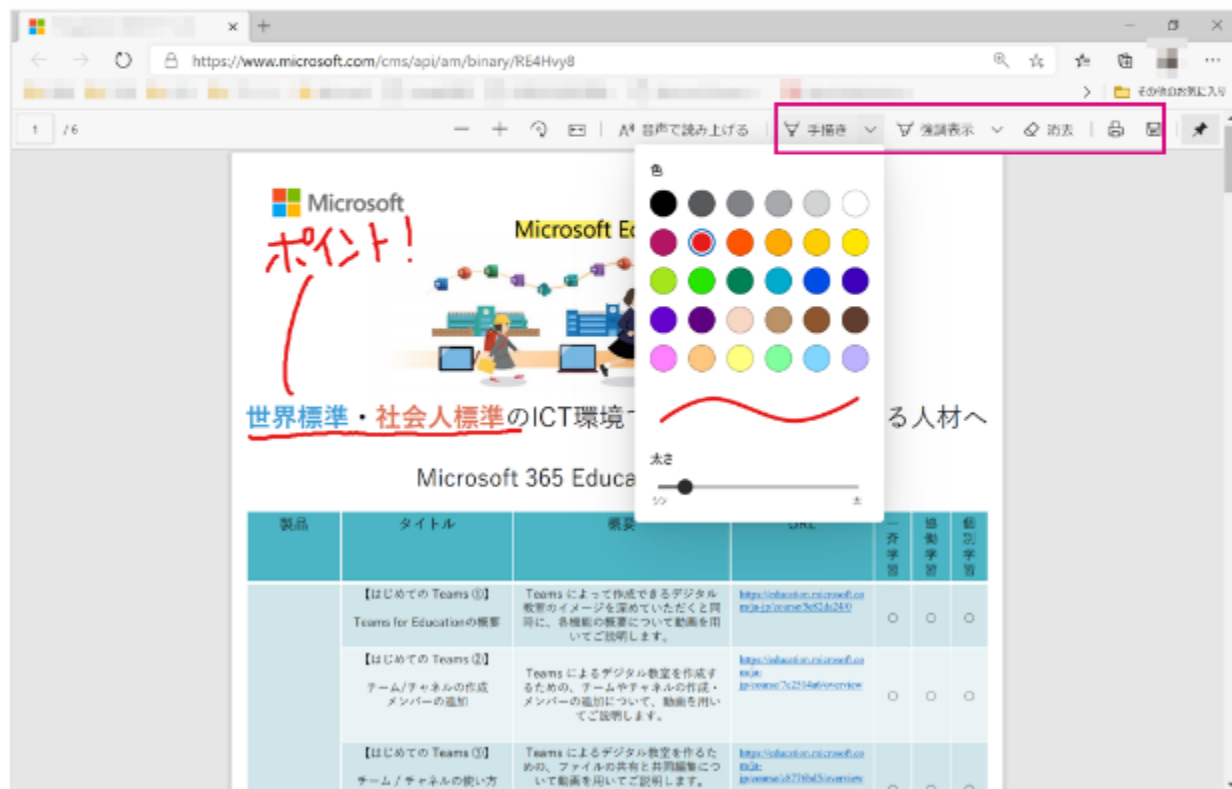 https://www.microsoft.com/cms/api/am/binary/RE4Hvy8
その他のお気に入り
1 /6
音声で読み上げる
手描き
強調表示
消去
色
太さ
太
Microsoft
ポイント!
Microsoft Ed
世界標準・社会人標準のICT環境
る人材へ
Microsoft 365 Educa
製品
タイトル
概要
URL
一斉学習
協働学習
個別学習
【はじめての Teams ①】
Teams for Educationの概要
Teams によって作成できるデジタル
教室のイメージを深めていただくと同
時に、各機能の概要について動画を用
いてご説明します。
○ ○ ○
【はじめての Teams ②】
チーム/チャネルの作成
メンバーの追加
Teams によるデジタル教室を作成す
るための、チームやチャネルの作成・
メンバーの追加について、動画を用い
てご説明します。
○ ○ ○
【はじめての Teams ③】
チーム / チャネルの使い方
Teams によるデジタル教室を作るた
めの、ファイルの共有と共同編集につ
いて動画を用いてご説明します。